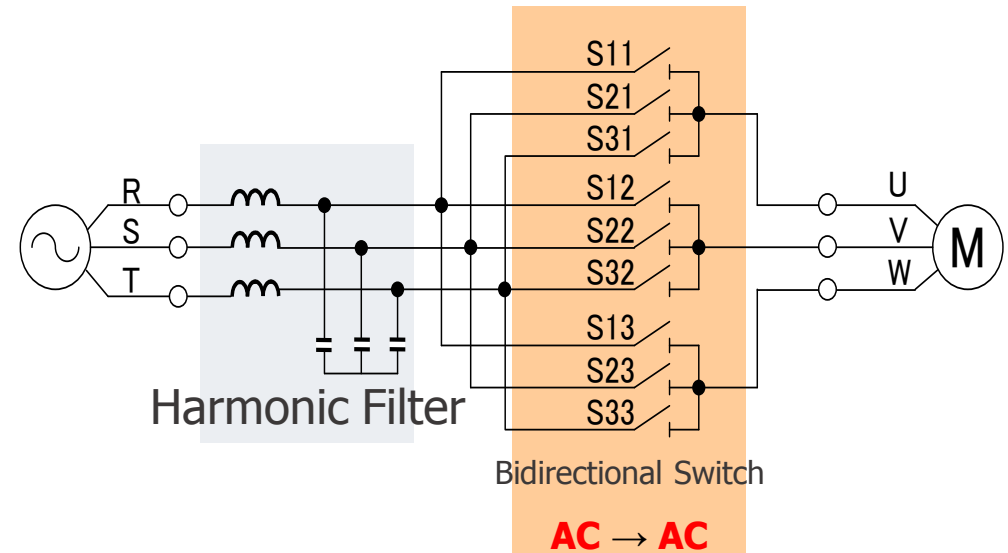 S11
S21
S31
R
S12
U
S
S22
V
M
T
S32
W
S13
S23
S33
Harmonic Filter
Bidirectional Switch
AC → AC